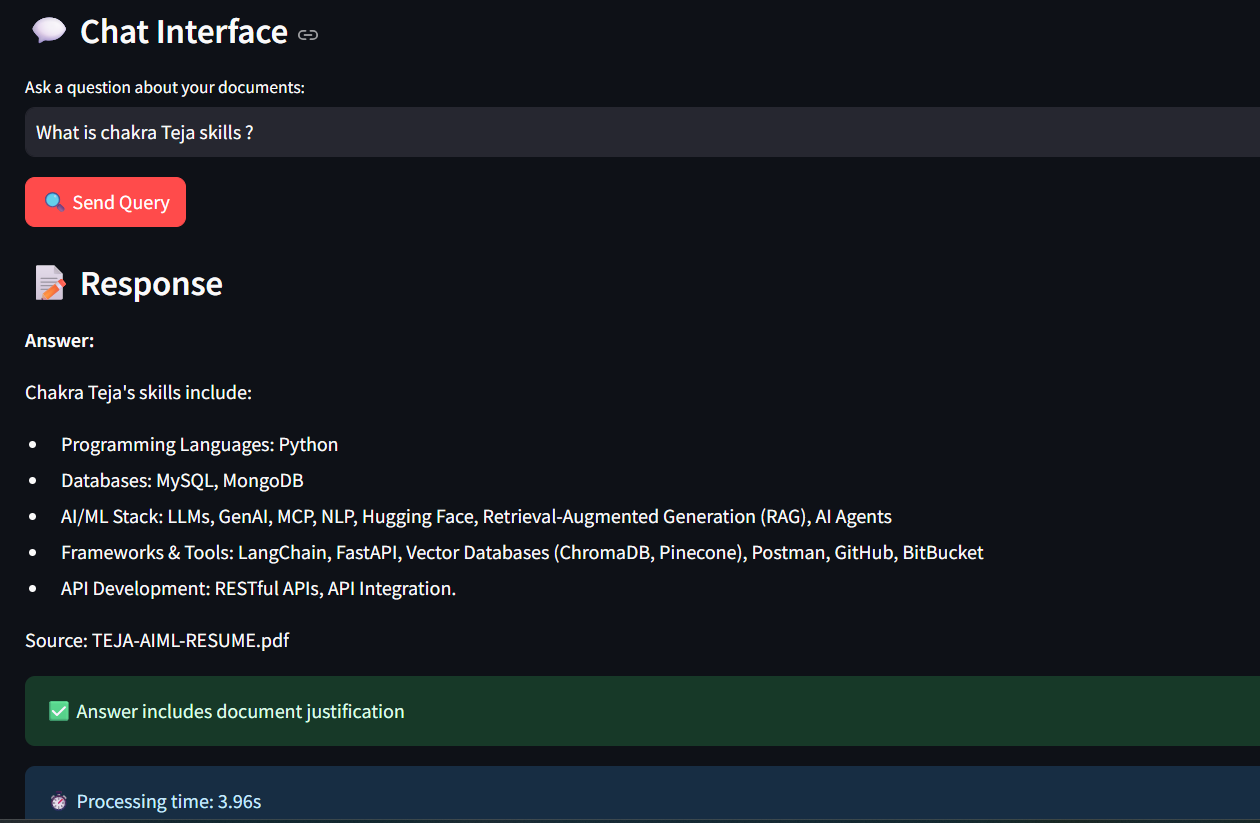 Chat Interface
Ask a question about your documents:
What is chakra Teja skills ?
Send Query
Response
Answer:
Chakra Teja's skills include:
Programming Languages: Python
Databases: MySQL, MongoDB
AI/ML Stack: LLMs, GenAI, MCP, NLP, Hugging Face, Retrieval-Augmented Generation (RAG), AI Agents
Frameworks & Tools: LangChain, FastAPI, Vector Databases (ChromaDB, Pinecone), Postman, GitHub, BitBucket
API Development: RESTful APIs, API Integration.
Source: TEJA-AIML-RESUME.pdf
Answer includes document justification
Processing time: 3.96s